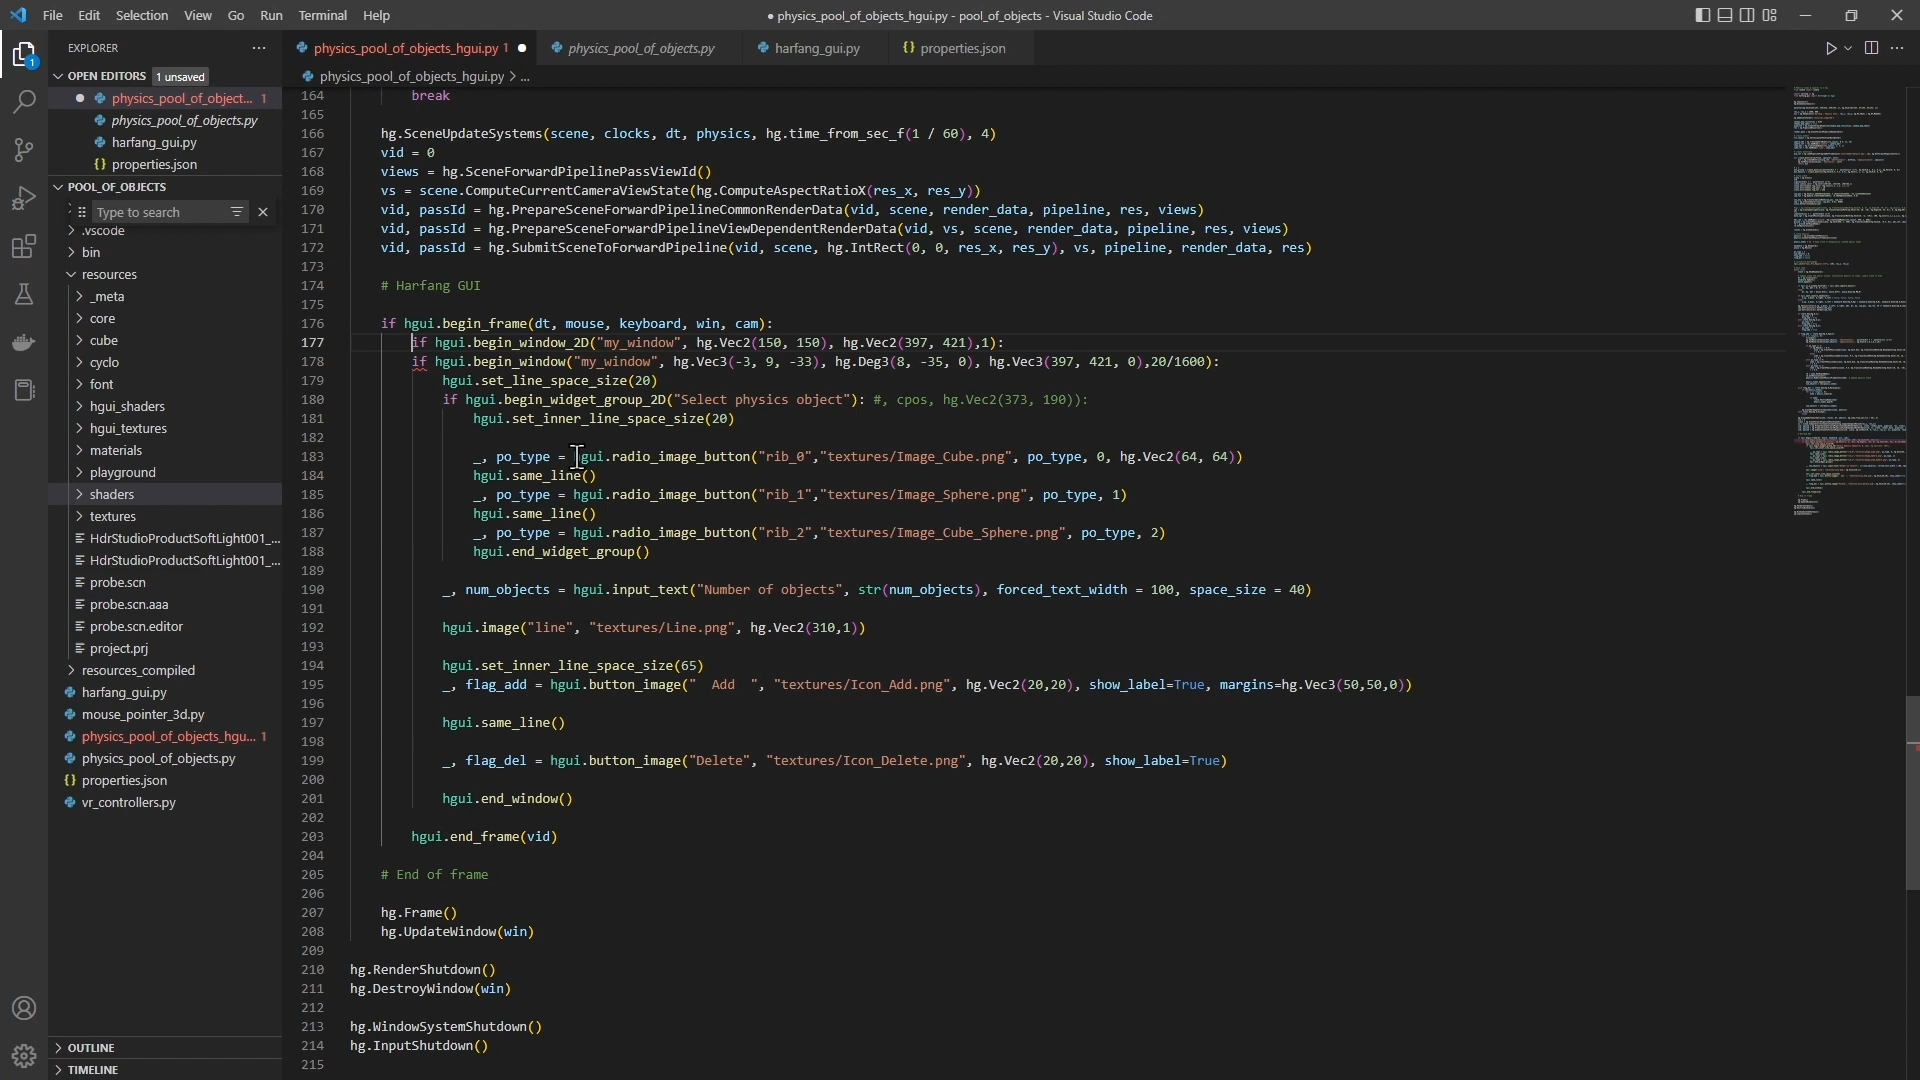 File Edit Selection View Go Run Terminal Help
● physics_pool_of_objects_hgui.py - pool_of_objects - Visual Studio Code
EXPLORER
OPEN EDITORS 1 unsaved
physics_pool_of_object... 1
physics_pool_of_objects.py
harfang_gui.py
{} properties.json
POOL_OF_OBJECTS
Type to search
.vscode
bin
resources
_meta
core
cube
cyclo
font
hgui_shaders
hgui_textures
materials
playground
shaders
textures
HdrStudioProductSoftLight001_...
HdrStudioProductSoftLight001_...
probe.scn
probe.scn.aaa
probe.scn.editor
project.prj
resources_compiled
harfang_gui.py
mouse_pointer_3d.py
physics_pool_of_objects_hgu... 1
physics_pool_of_objects.py
{} properties.json
vr_controllers.py
OUTLINE
TIMELINE
1
physics_pool_of_objects_hgui.py 1 ● physics_pool_of_objects.py harfang_gui.py {} properties.json
physics_pool_of_objects_hgui.py > ...
164 break
165
166 hg.SceneUpdateSystems(scene, clocks, dt, physics, hg.time_from_sec_f(1 / 60), 4)
167 vid = 0
168 views = hg.SceneForwardPipelinePassViewId()
169 vs = scene.ComputeCurrentCameraViewState(hg.ComputeAspectRatioX(res_x, res_y))
170 vid, passId = hg.PrepareSceneForwardPipelineCommonRenderData(vid, scene, render_data, pipeline, res, views)
171 vid, passId = hg.PrepareSceneForwardPipelineViewDependentRenderData(vid, vs, scene, render_data, pipeline, res, views)
172 vid, passId = hg.SubmitSceneToForwardPipeline(vid, scene, hg.IntRect(0, 0, res_x, res_y), vs, pipeline, render_data, res)
173
174 # Harfang GUI
175
176 if hgui.begin_frame(dt, mouse, keyboard, win, cam):
177 if hgui.begin_window_2D("my_window", hg.Vec2(150, 150), hg.Vec2(397, 421),1):
178 if hgui.begin_window("my_window", hg.Vec3(-3, 9, -33), hg.Deg3(8, -35, 0), hg.Vec3(397, 421, 0),20/1600):
179 hgui.set_line_space_size(20)
180 if hgui.begin_widget_group_2D("Select physics object"): #, cpos, hg.Vec2(373, 190)):
181 hgui.set_inner_line_space_size(20)
182
183 _, po_type = hgui.radio_image_button("rib_0","textures/Image_Cube.png", po_type, 0, hg.Vec2(64, 64))
184 hgui.same_line()
185 _, po_type = hgui.radio_image_button("rib_1","textures/Image_Sphere.png", po_type, 1)
186 hgui.same_line()
187 _, po_type = hgui.radio_image_button("rib_2","textures/Image_Cube_Sphere.png", po_type, 2)
188 hgui.end_widget_group()
189
190 _, num_objects = hgui.input_text("Number of objects", str(num_objects), forced_text_width = 100, space_size = 40)
191
192 hgui.image("line", "textures/Line.png", hg.Vec2(310,1))
193
194 hgui.set_inner_line_space_size(65)
195 _, flag_add = hgui.button_image("  Add  ", "textures/Icon_Add.png", hg.Vec2(20,20), show_label=True, margins=hg.Vec3(50,50,0))
196
197 hgui.same_line()
198
199 _, flag_del = hgui.button_image("Delete", "textures/Icon_Delete.png", hg.Vec2(20,20), show_label=True)
200
201 hgui.end_window()
202
203 hgui.end_frame(vid)
204
205 # End of frame
206
207 hg.Frame()
208 hg.UpdateWindow(win)
209
210 hg.RenderShutdown()
211 hg.DestroyWindow(win)
212
213 hg.WindowSystemShutdown()
214 hg.InputShutdown()
215